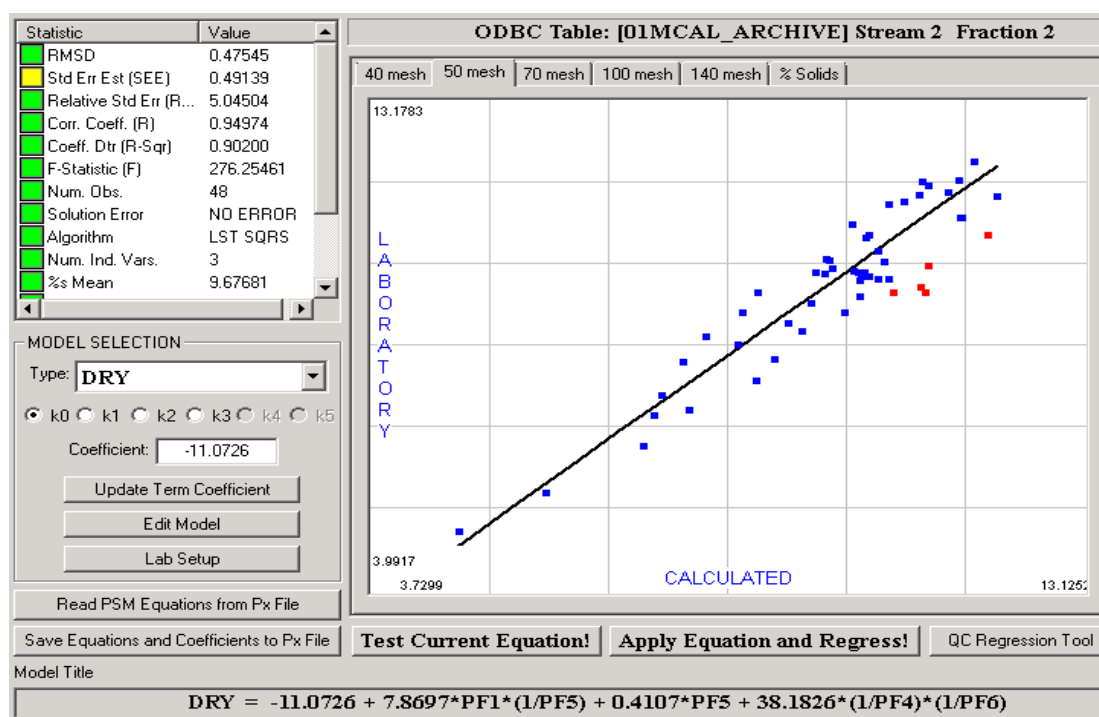 Statistic Value
RMSD 0.47545
Std Err Est (SEE) 0.49139
Relative Std Err (R... 5.04504
Corr. Coeff. (R) 0.94974
Coeff. Dtr (R-Sqr) 0.90200
F-Statistic (F) 276.25461
Num. Obs. 48
Solution Error NO ERROR
Algorithm LST SQRS
Num. Ind. Vars. 3
%s Mean 9.67681
MODEL SELECTION
Type: DRY
k0 k1 k2 k3 k4 k5
Coefficient: -11.0726
Update Term Coefficient
Edit Model
Lab Setup
Read PSM Equations from Px File
Save Equations and Coefficients to Px File
ODBC Table: [01MCAL_ARCHIVE] Stream 2 Fraction 2
40 mesh 50 mesh 70 mesh 100 mesh 140 mesh % Solids
13.1783
LABORATORY
3.9917
3.7299 CALCULATED 13.1252
Test Current Equation! Apply Equation and Regress! QC Regression Tool
Model Title
DRY = -11.0726 + 7.8697*PF1*(1/PF5) + 0.4107*PF5 + 38.1826*(1/PF4)*(1/PF6)